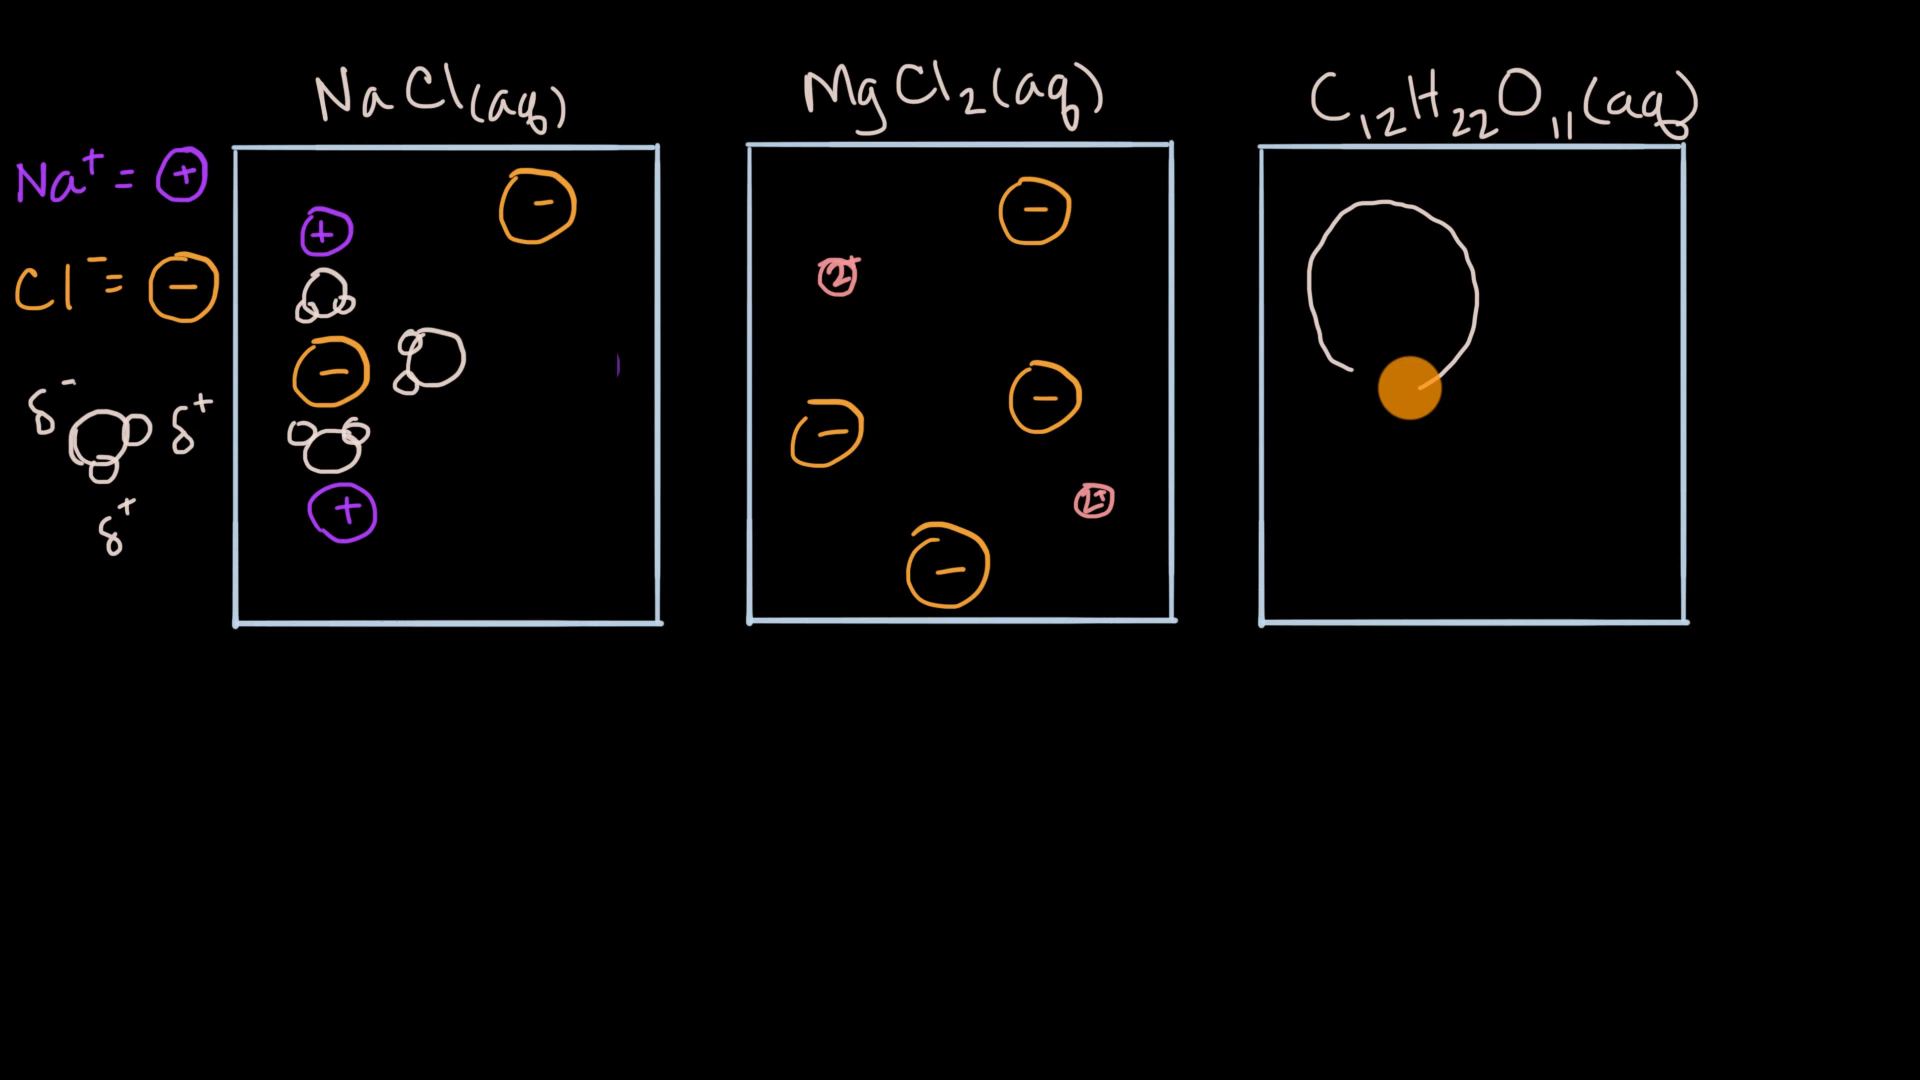 NaCl(aq)
MgCl₂(aq)
C₁₂H₂₂O₁₁(aq)
Na⁺ = +
Cl⁻ = −
δ⁻
δ⁺
δ⁺
+
−
−
+
−
2+
−
−
2+
−